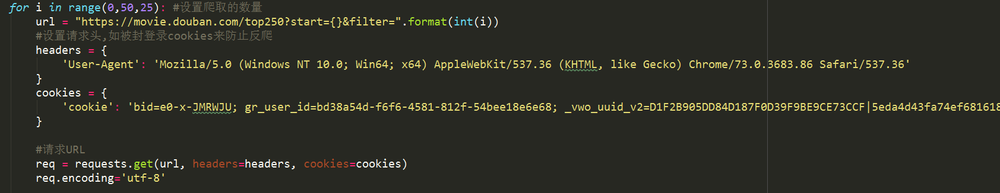 for i in range(0,50,25): #设置爬取的数量
url = "https://movie.douban.com/top250?start={}&filter=".format(int(i))
#设置请求头,如被封登录cookies来防止反爬
headers = {
'User-Agent': 'Mozilla/5.0 (Windows NT 10.0; Win64; x64) AppleWebKit/537.36 (KHTML, like Gecko) Chrome/73.0.3683.86 Safari/537.36'
}
cookies = {
'cookie': 'bid=e0-x-JMRWJU; gr_user_id=bd38a54d-f6f6-4581-812f-54bee18e6e68; _vwo_uuid_v2=D1F2B905DD84D187F0D39F9BE9CE73CCF|5eda4d43fa74ef681618
}
#请求URL
req = requests.get(url, headers=headers, cookies=cookies)
req.encoding='utf-8'